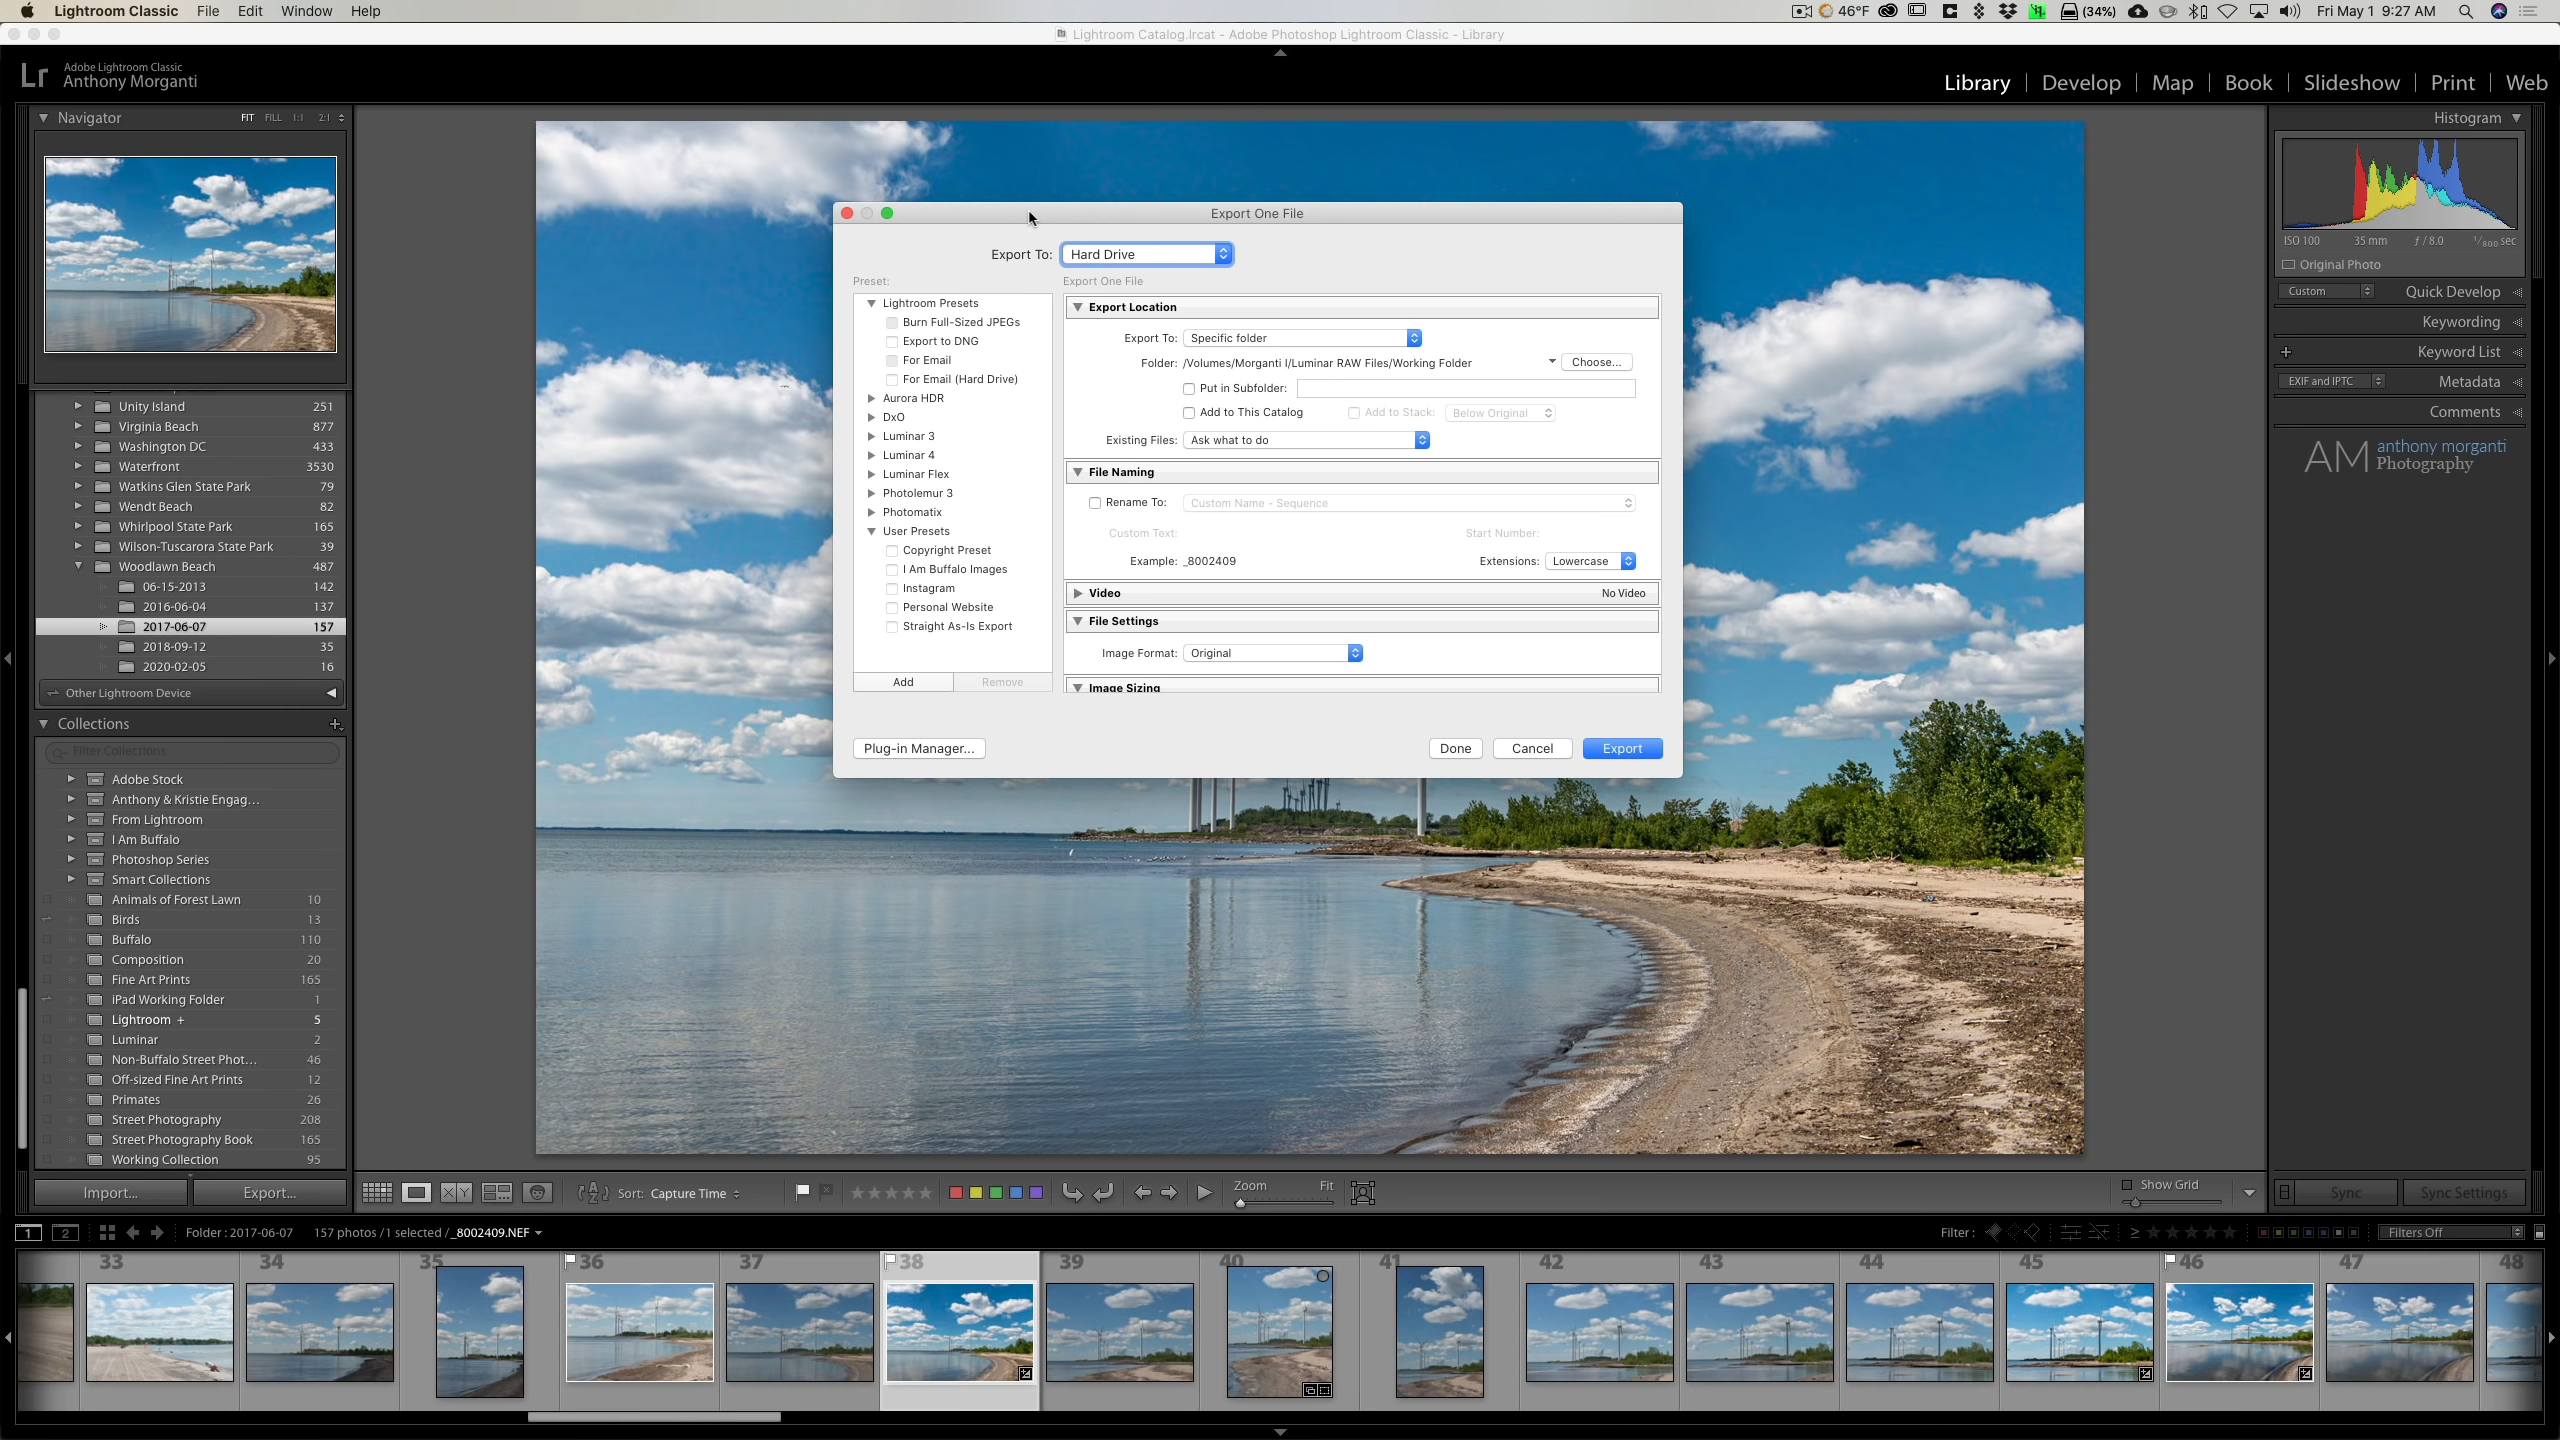 Lightroom Classic File Edit Window Help
46°F (34%) Fri May 1 9:27 AM
Lightroom Catalog.lrcat - Adobe Photoshop Lightroom Classic - Library
Lr Adobe Lightroom Classic
Anthony Morganti
Library | Develop | Map | Book | Slideshow | Print | Web
Navigator FIT FILL 1:1 2:1
Unity Island 251
Virginia Beach 877
Washington DC 433
Waterfront 3530
Watkins Glen State Park 79
Wendt Beach 82
Whirlpool State Park 165
Wilson-Tuscarora State Park 39
Woodlawn Beach 487
06-15-2013 142
2016-06-04 137
2017-06-07 157
2018-09-12 35
2020-02-05 16
Other Lightroom Device
Collections
Filter Collections
Adobe Stock
Anthony & Kristie Engag...
From Lightroom
I Am Buffalo
Photoshop Series
Smart Collections
Animals of Forest Lawn 10
Birds 13
Buffalo 110
Composition 20
Fine Art Prints 165
iPad Working Folder 1
Lightroom + 5
Luminar 2
Non-Buffalo Street Phot... 46
Off-sized Fine Art Prints 12
Primates 26
Street Photography 208
Street Photography Book 165
Working Collection 95
Import... Export...
Export One File
Export To: Hard Drive
Preset:
Lightroom Presets
Burn Full-Sized JPEGs
Export to DNG
For Email
For Email (Hard Drive)
Aurora HDR
DxO
Luminar 3
Luminar 4
Luminar Flex
Photolemur 3
Photomatix
User Presets
Copyright Preset
I Am Buffalo Images
Instagram
Personal Website
Straight As-Is Export
Add Remove
Export One File
Export Location
Export To: Specific folder
Folder: /Volumes/Morganti I/Luminar RAW Files/Working Folder Choose...
Put in Subfolder:
Add to This Catalog Add to Stack: Below Original
Existing Files: Ask what to do
File Naming
Rename To: Custom Name - Sequence
Custom Text: Start Number:
Example: _8002409 Extensions: Lowercase
Video No Video
File Settings
Image Format: Original
Image Sizing
Plug-in Manager... Done Cancel Export
Histogram
ISO 100 35 mm ƒ / 8.0 1/800 sec
Original Photo
Custom Quick Develop
Keywording
Keyword List
EXIF and IPTC Metadata
Comments
AM anthony morganti
Photography
XY Sort: Capture Time Zoom Fit Show Grid Sync Sync Settings
1 2 Folder : 2017-06-07 157 photos / 1 selected / _8002409.NEF Filter : Filters Off
33 34 35 36 37 38 39 40 41 42 43 44 45 46 47 48